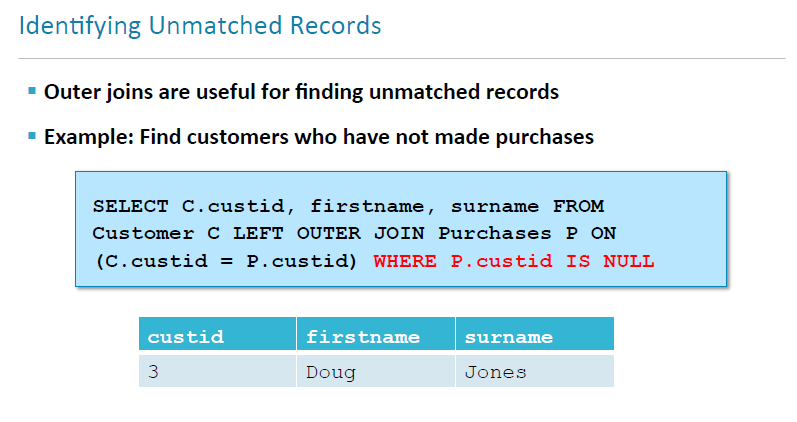 Identifying Unmatched Records
Outer joins are useful for finding unmatched records
Example: Find customers who have not made purchases
SELECT C.custid, firstname, surname FROM
Customer C LEFT OUTER JOIN Purchases P ON
(C.custid = P.custid) WHERE P.custid IS NULL
custid firstname surname
3 Doug Jones